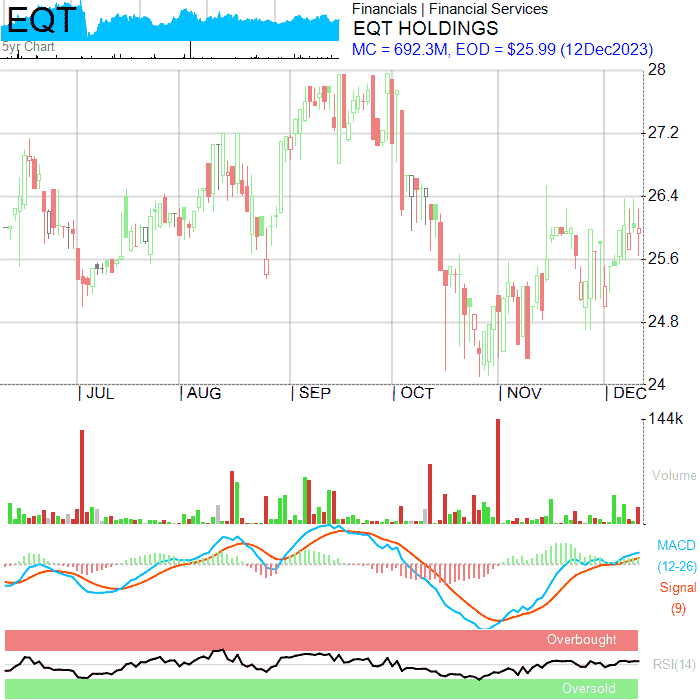 EQT
5yr Chart
Financials | Financial Services
EQT HOLDINGS
MC = 692.3M, EOD = $25.99 (12Dec2023)
28
27.2
26.4
25.6
24.8
24
| JUL | AUG | SEP | OCT | NOV | DEC
144k
Volume
MACD
(12-26)
Signal
(9)
Overbought
RSI(14)
Oversold